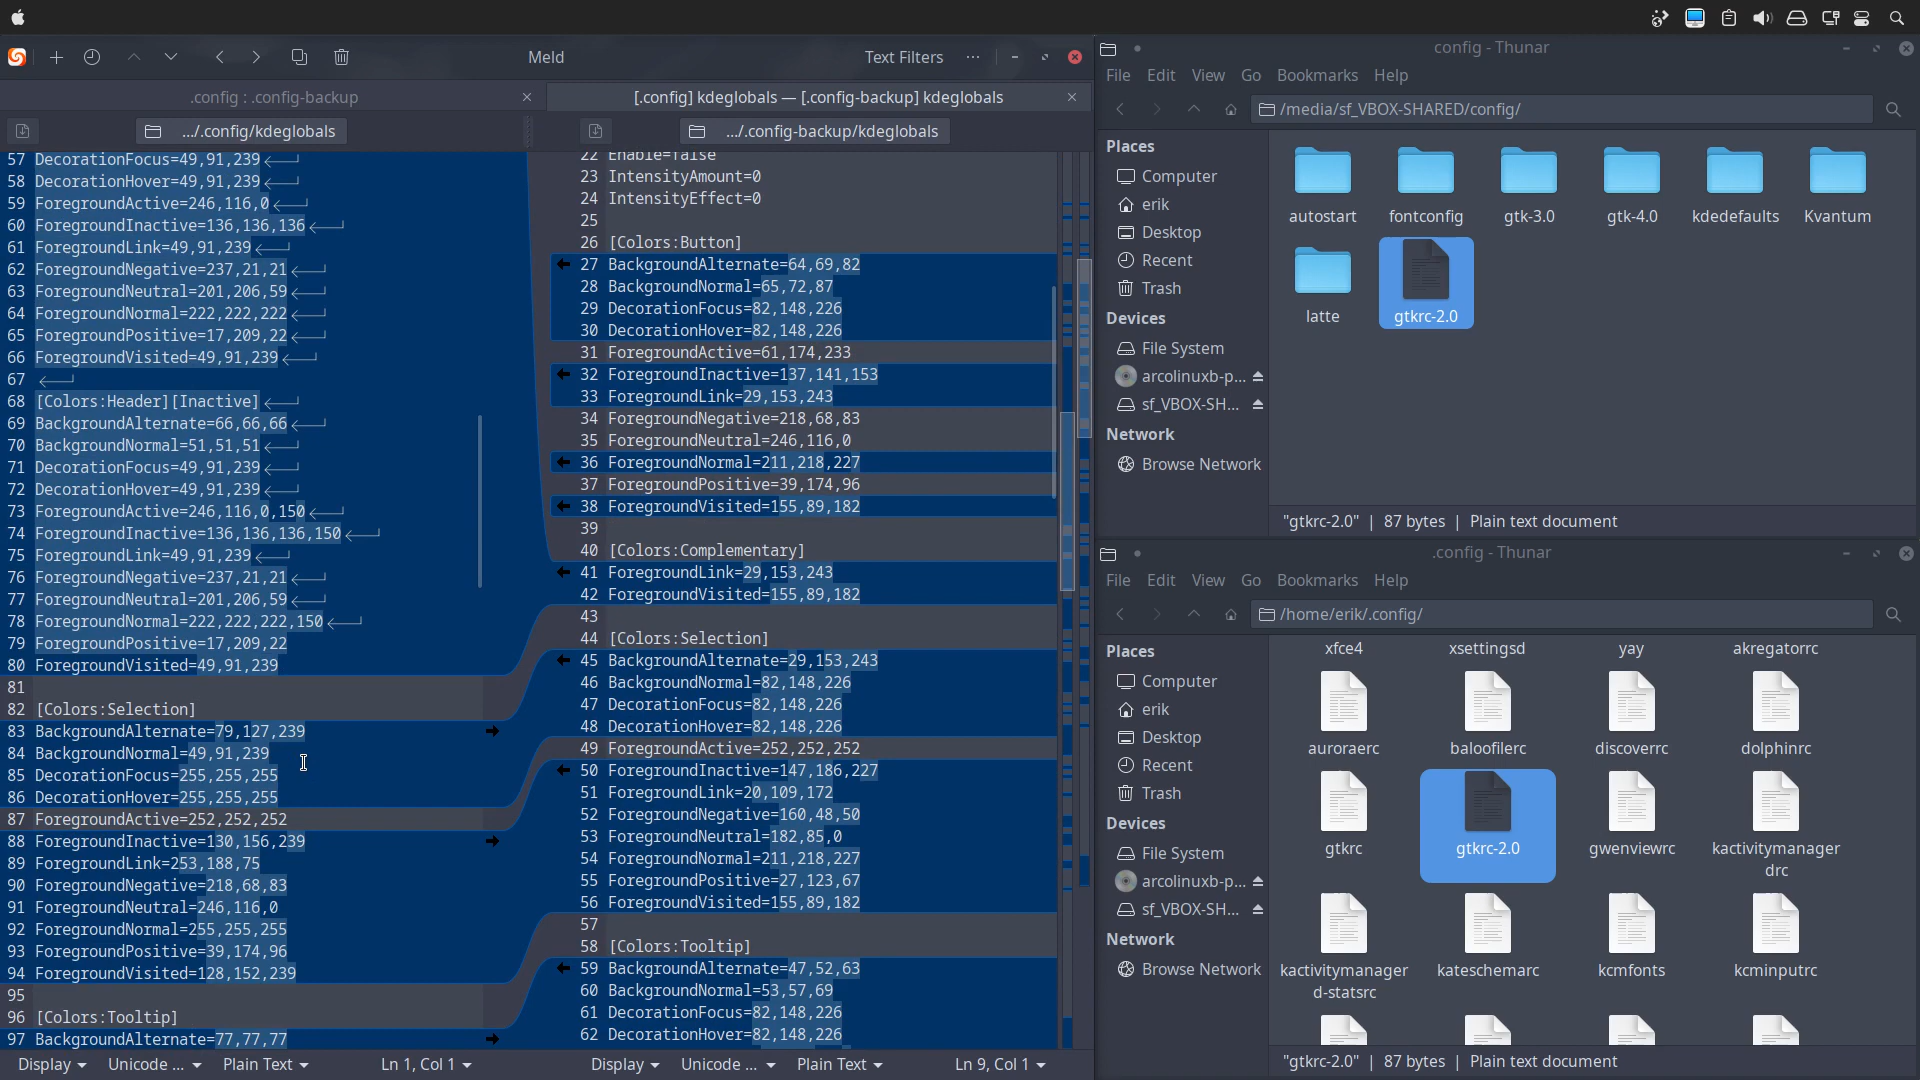 Meld
Text Filters
.config : .config-backup
[.config] kdeglobals — [.config-backup] kdeglobals
.../.config/kdeglobals
.../.config-backup/kdeglobals
57 DecorationFocus=49,91,239
58 DecorationHover=49,91,239
59 ForegroundActive=246,116,0
60 ForegroundInactive=136,136,136
61 ForegroundLink=49,91,239
62 ForegroundNegative=237,21,21
63 ForegroundNeutral=201,206,59
64 ForegroundNormal=222,222,222
65 ForegroundPositive=17,209,22
66 ForegroundVisited=49,91,239
67
68 [Colors:Header][Inactive]
69 BackgroundAlternate=66,66,66
70 BackgroundNormal=51,51,51
71 DecorationFocus=49,91,239
72 DecorationHover=49,91,239
73 ForegroundActive=246,116,0,150
74 ForegroundInactive=136,136,136,150
75 ForegroundLink=49,91,239
76 ForegroundNegative=237,21,21
77 ForegroundNeutral=201,206,59
78 ForegroundNormal=222,222,222,150
79 ForegroundPositive=17,209,22
80 ForegroundVisited=49,91,239
81
82 [Colors:Selection]
83 BackgroundAlternate=79,127,239
84 BackgroundNormal=49,91,239
85 DecorationFocus=255,255,255
86 DecorationHover=255,255,255
87 ForegroundActive=252,252,252
88 ForegroundInactive=130,156,239
89 ForegroundLink=253,188,75
90 ForegroundNegative=218,68,83
91 ForegroundNeutral=246,116,0
92 ForegroundNormal=255,255,255
93 ForegroundPositive=39,174,96
94 ForegroundVisited=128,152,239
95
96 [Colors:Tooltip]
97 BackgroundAlternate=77,77,77
22 Enable=false
23 IntensityAmount=0
24 IntensityEffect=0
25
26 [Colors:Button]
27 BackgroundAlternate=64,69,82
28 BackgroundNormal=65,72,87
29 DecorationFocus=82,148,226
30 DecorationHover=82,148,226
31 ForegroundActive=61,174,233
32 ForegroundInactive=137,141,153
33 ForegroundLink=29,153,243
34 ForegroundNegative=218,68,83
35 ForegroundNeutral=246,116,0
36 ForegroundNormal=211,218,227
37 ForegroundPositive=39,174,96
38 ForegroundVisited=155,89,182
39
40 [Colors:Complementary]
41 ForegroundLink=29,153,243
42 ForegroundVisited=155,89,182
43
44 [Colors:Selection]
45 BackgroundAlternate=29,153,243
46 BackgroundNormal=82,148,226
47 DecorationFocus=82,148,226
48 DecorationHover=82,148,226
49 ForegroundActive=252,252,252
50 ForegroundInactive=147,186,227
51 ForegroundLink=20,109,172
52 ForegroundNegative=160,48,50
53 ForegroundNeutral=182,85,0
54 ForegroundNormal=211,218,227
55 ForegroundPositive=27,123,67
56 ForegroundVisited=155,89,182
57
58 [Colors:Tooltip]
59 BackgroundAlternate=47,52,63
60 BackgroundNormal=53,57,69
61 DecorationFocus=82,148,226
62 DecorationHover=82,148,226
Display Unicode ... Plain Text Ln 1, Col 1
Display Unicode ... Plain Text Ln 9, Col 1
config - Thunar
File Edit View Go Bookmarks Help
/media/sf_VBOX-SHARED/config/
Places
Computer
erik
Desktop
Recent
Trash
Devices
File System
arcolinuxb-p...
sf_VBOX-SH...
Network
Browse Network
autostart
fontconfig
gtk-3.0
gtk-4.0
kdedefaults
Kvantum
latte
gtkrc-2.0
"gtkrc-2.0" | 87 bytes | Plain text document
.config - Thunar
File Edit View Go Bookmarks Help
/home/erik/.config/
Places
Computer
erik
Desktop
Recent
Trash
Devices
File System
arcolinuxb-p...
sf_VBOX-SH...
Network
Browse Network
xfce4
xsettingsd
yay
akregatorrc
auroraerc
baloofilerc
discoverrc
dolphinrc
gtkrc
gtkrc-2.0
gwenviewrc
kactivitymanager
drc
kactivitymanager
d-statsrc
kateschemarc
kcmfonts
kcminputrc
"gtkrc-2.0" | 87 bytes | Plain text document